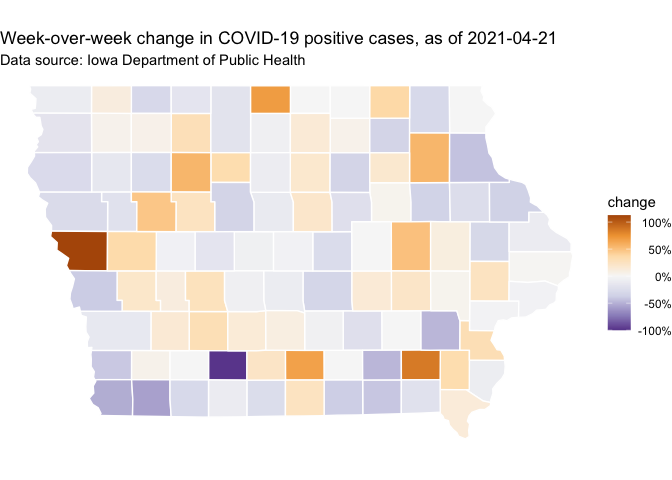 Week-over-week change in COVID-19 positive cases, as of 2021-04-21
Data source: Iowa Department of Public Health
change
100%
50%
0%
-50%
-100%